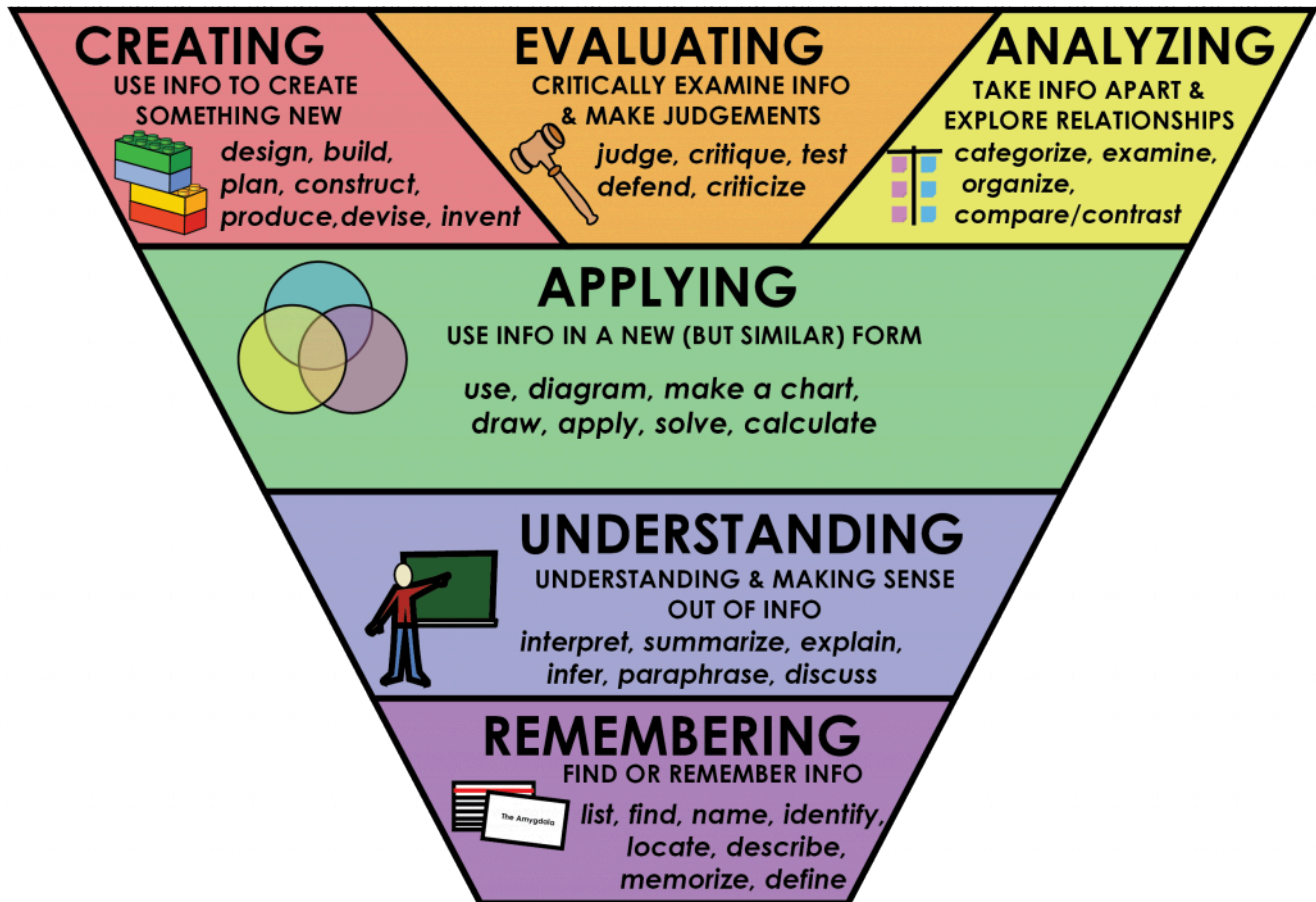 CREATING
USE INFO TO CREATE
SOMETHING NEW
design, build,
plan, construct,
produce,devise, invent
EVALUATING
CRITICALLY EXAMINE INFO
& MAKE JUDGEMENTS
judge, critique, test
defend, criticize
ANALYZING
TAKE INFO APART &
EXPLORE RELATIONSHIPS
categorize, examine,
organize,
compare/contrast
APPLYING
USE INFO IN A NEW (BUT SIMILAR) FORM
use, diagram, make a chart,
draw, apply, solve, calculate
UNDERSTANDING
UNDERSTANDING & MAKING SENSE
OUT OF INFO
interpret, summarize, explain,
infer, paraphrase, discuss
REMEMBERING
FIND OR REMEMBER INFO
The Amygdala
list, find, name, identify,
locate, describe,
memorize, define